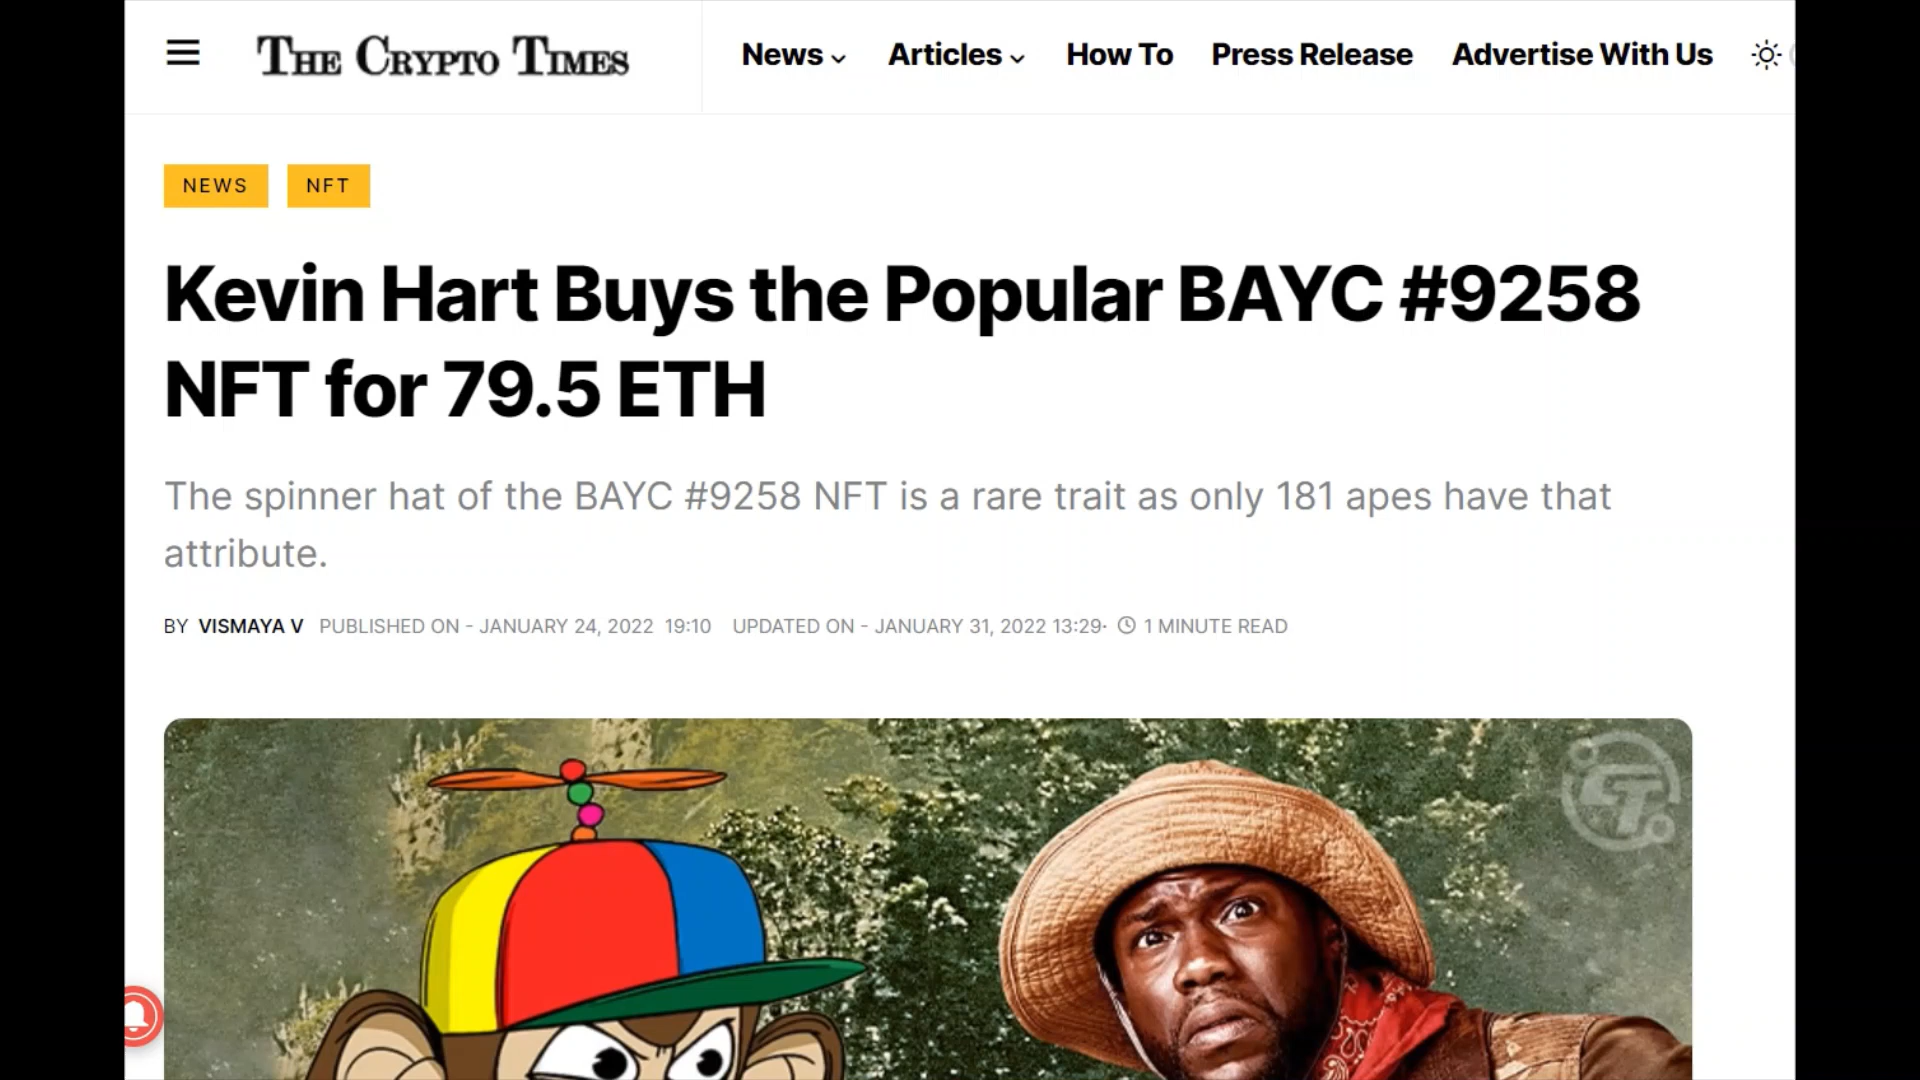 THE CRYPTO TIMES
News
Articles
How To
Press Release
Advertise With Us
NEWS
NFT
Kevin Hart Buys the Popular BAYC #9258
NFT for 79.5 ETH
The spinner hat of the BAYC #9258 NFT is a rare trait as only 181 apes have that
attribute.
BY VISMAYA V PUBLISHED ON - JANUARY 24, 2022 19:10 UPDATED ON - JANUARY 31, 2022 13:29· 1 MINUTE READ